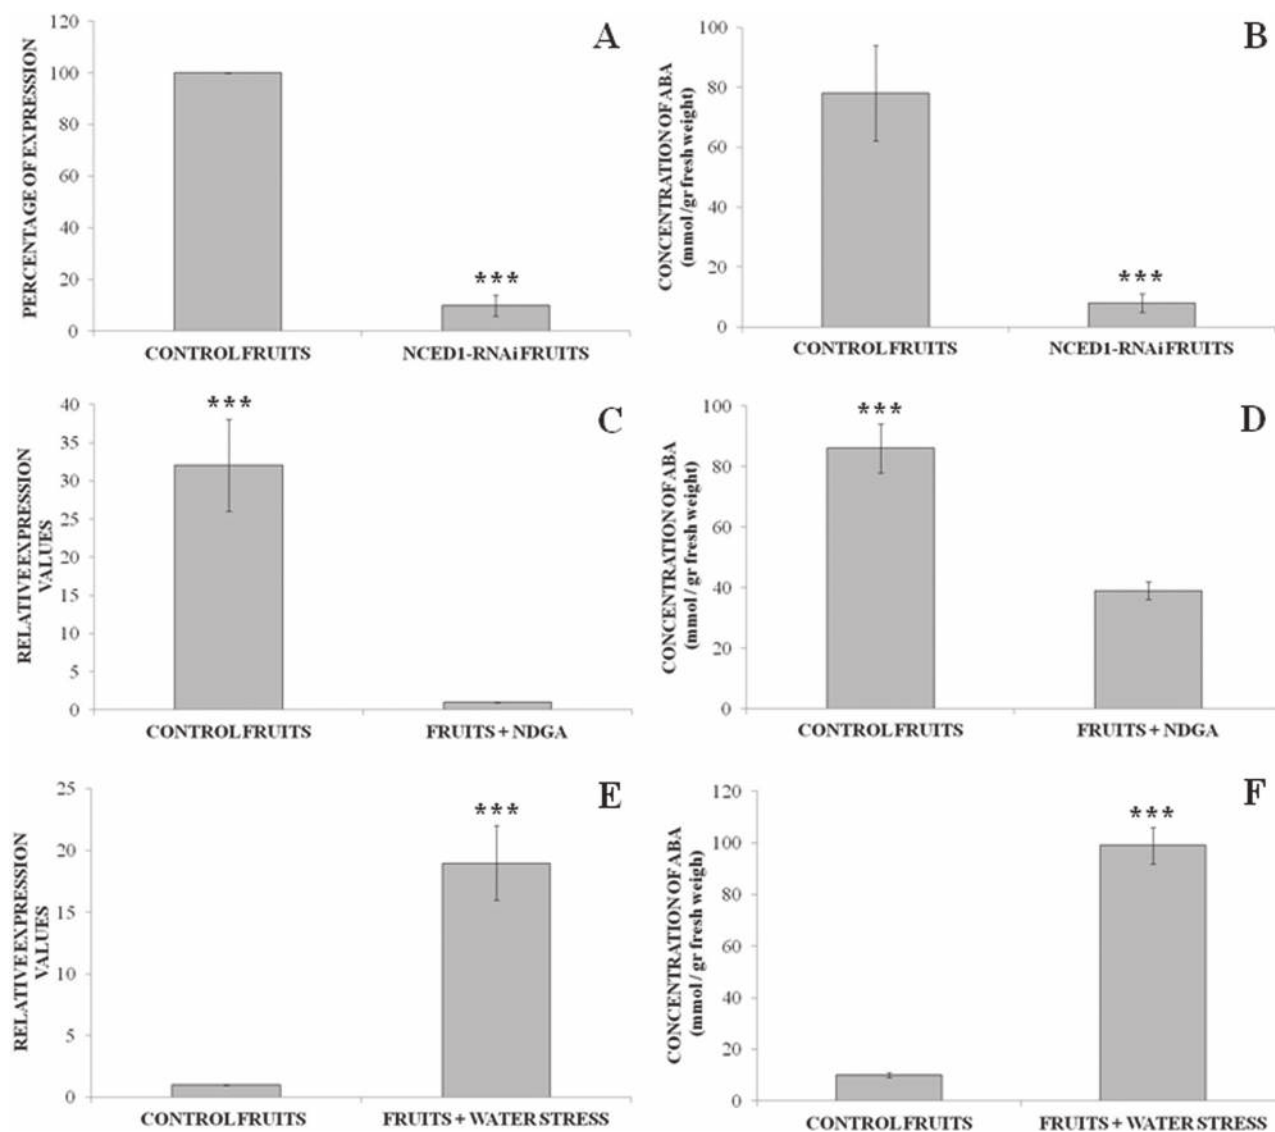 A
PERCENTAGE OF EXPRESSION
120
100
80
60
40
20
0
***
CONTROL FRUITS
NCED1-RNAi FRUITS
B
CONCENTRATION OF ABA
(mmol /gr fresh weight)
100
80
60
40
20
0
***
CONTROL FRUITS
NCED1-RNAi FRUITS
C
RELATIVE EXPRESSION
VALUES
40
35
30
25
20
15
10
5
0
***
CONTROL FRUITS
FRUITS + NDGA
D
CONCENTRATION OF ABA
(mmol / gr fresh weight)
100
80
60
40
20
0
***
CONTROL FRUITS
FRUITS + NDGA
E
RELATIVE EXPRESSION
VALUES
25
20
15
10
5
0
***
CONTROL FRUITS
FRUITS + WATER STRESS
F
CONCENTRATION OF ABA
(mmol / gr fresh weigh)
120
100
80
60
40
20
0
***
CONTROL FRUITS
FRUITS + WATER STRESS